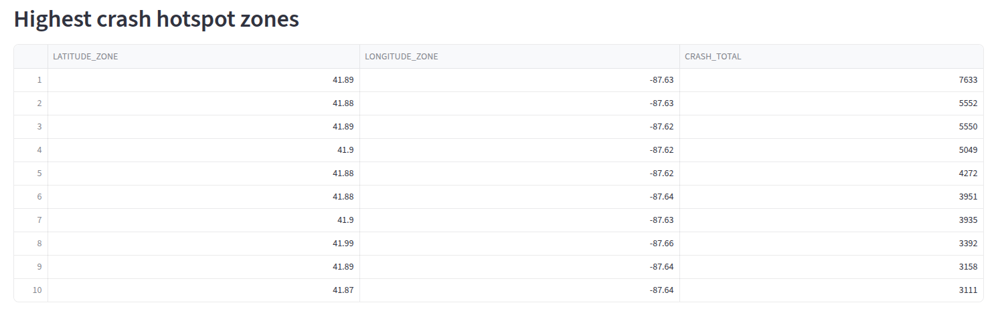 Highest crash hotspot zones
LATITUDE_ZONE LONGITUDE_ZONE CRASH_TOTAL
1 41.89 -87.63 7633
2 41.88 -87.63 5552
3 41.89 -87.62 5550
4 41.9 -87.62 5049
5 41.88 -87.62 4272
6 41.88 -87.64 3951
7 41.9 -87.63 3935
8 41.99 -87.66 3392
9 41.89 -87.64 3158
10 41.87 -87.64 3111